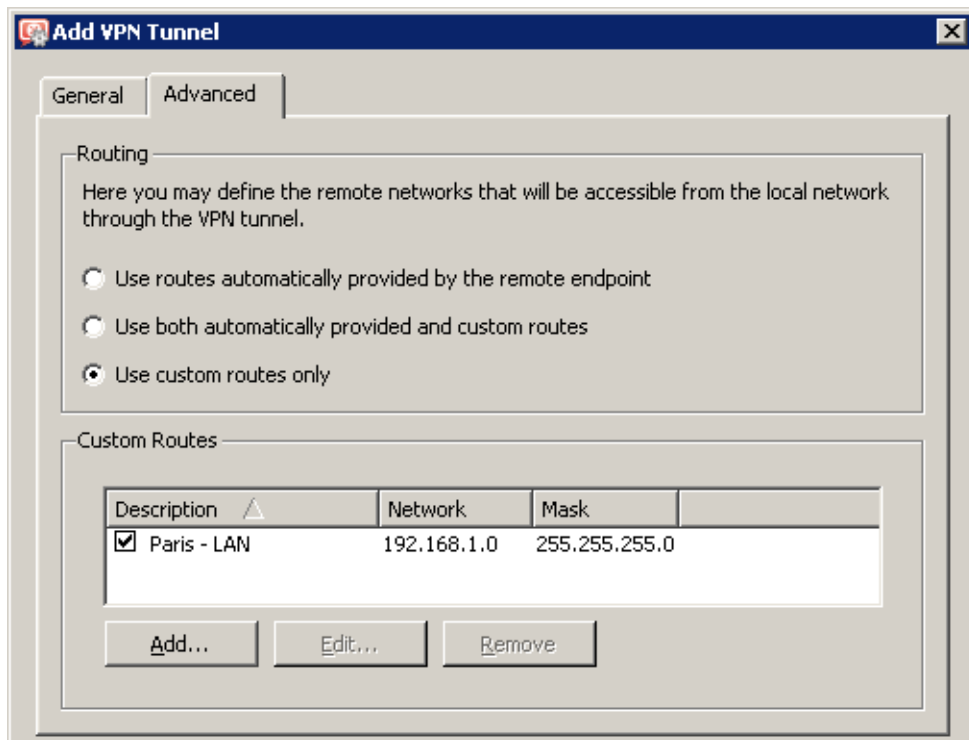 Add VPN Tunnel
General Advanced
Routing
Here you may define the remote networks that will be accessible from the local network
through the VPN tunnel.
Use routes automatically provided by the remote endpoint
Use both automatically provided and custom routes
Use custom routes only
Custom Routes
Description Network Mask
Paris - LAN 192.168.1.0 255.255.255.0
Add... Edit... Remove